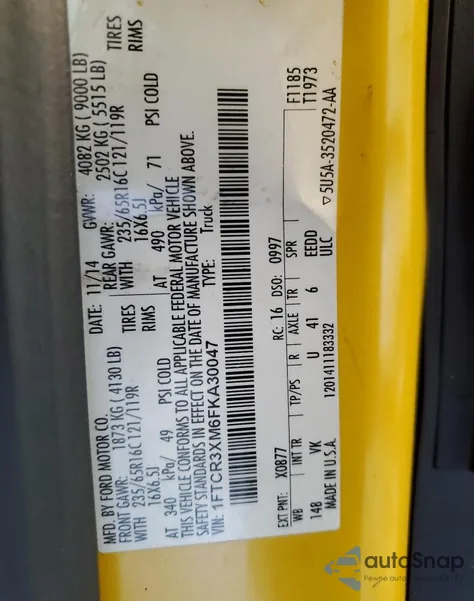 MFD. BY FORD MOTOR CO.
DATE: 11/14 GVWR: 4082 KG ( 9000 LB)
FRONT GAWR: 1873 KG ( 4130 LB) REAR GAWR: 2502 KG ( 5515 LB)
WITH 235/65R16C 121/119R TIRES WITH 235/65R16C 121/119R TIRES
16X6.5J RIMS 16X6.5J RIMS
AT 340 kPa/ 49 PSI COLD AT 490 kPa/ 71 PSI COLD
THIS VEHICLE CONFORMS TO ALL APPLICABLE FEDERAL MOTOR VEHICLE
SAFETY STANDARDS IN EFFECT ON THE DATE OF MANUFACTURE SHOWN ABOVE.
VIN: 1FTCR3XM6FKA30047 TYPE: Truck
F1185
T1973
EXT PNT: X0877 RC: 16 DSO: 0997
WB INT TR TP/PS R AXLE TR SPR
148 VK U 41 6 EEDD
MADE IN U.S.A. 1201411183332 ULC
▽5U5A-3520472-AA
autoSnap